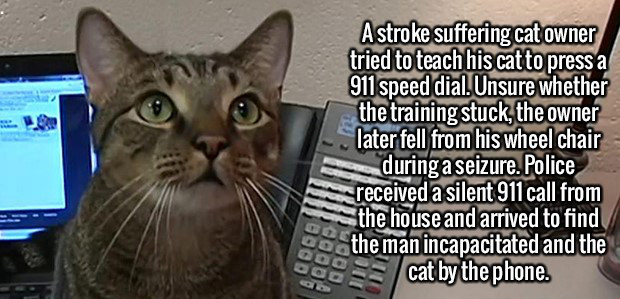 A stroke suffering cat owner
tried to teach his cat to press a
911 speed dial. Unsure whether
the training stuck, the owner
later fell from his wheel chair
during a seizure. Police
received a silent 911 call from
the house and arrived to find
the man incapacitated and the
cat by the phone.